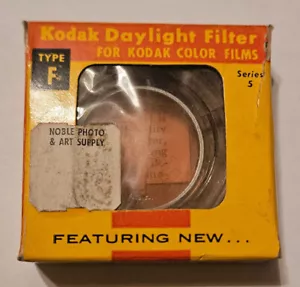 Kodak Daylight Filter
FOR KODAK COLOR FILMS
TYPE
F
Series
5
NOBLE PHOTO
& ART SUPPLY
FEATURING NEW...